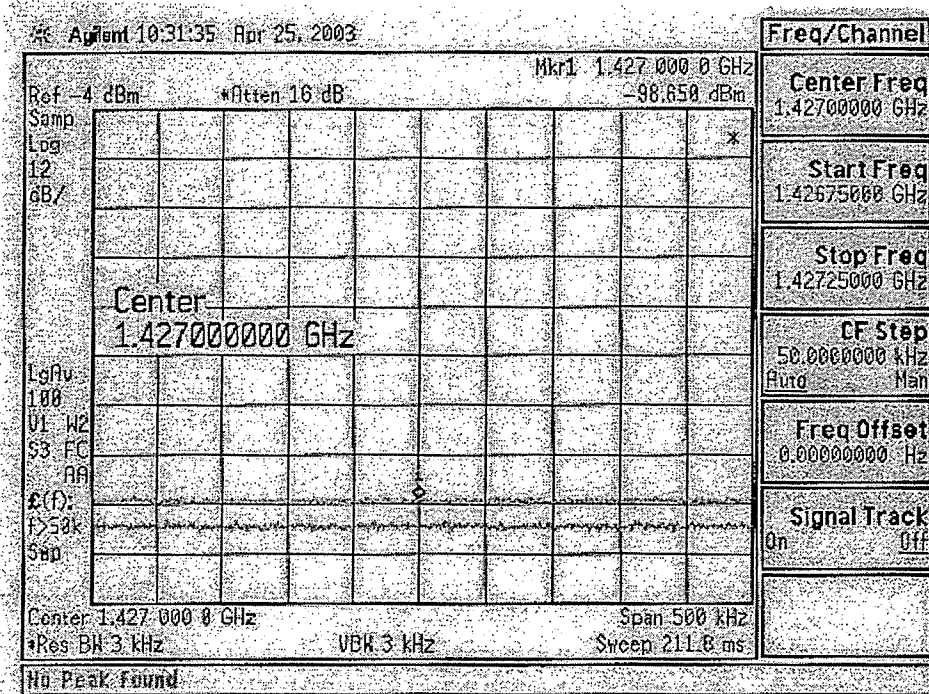 Agilent 10:31:35 Apr 25, 2003
Freq/Channel
Mkr1 1.427 000 0 GHz
Ref -4 dBm *Atten 16 dB -98.650 dBm
Samp
Log
12
dB/
Center
1.427000000 GHz
LgAv
100
V1 W2
S3 FC
AA
£(f):
f>50k
Swp
Center 1.427 000 0 GHz Span 500 kHz
*Res BW 3 kHz VBW 3 kHz Sweep 211.8 ms
No Peak Found
Center Freq
1.42700000 GHz
Start Freq
1.42675000 GHz
Stop Freq
1.42725000 GHz
CF Step
50.0000000 kHz
Auto Man
Freq Offset
0.00000000 Hz
Signal Track
On Off